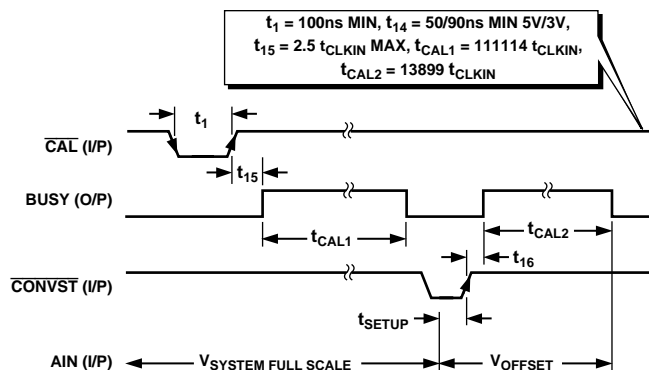 t1 = 100ns MIN, t14 = 50/90ns MIN 5V/3V,
t15 = 2.5 tCLKIN MAX, tCAL1 = 111114 tCLKIN,
tCAL2 = 13899 tCLKIN
t1
CAL (I/P)
t15
BUSY (O/P)
tCAL1
tCAL2
t16
CONVST (I/P)
tSETUP
AIN (I/P)
VSYSTEM FULL SCALE
VOFFSET